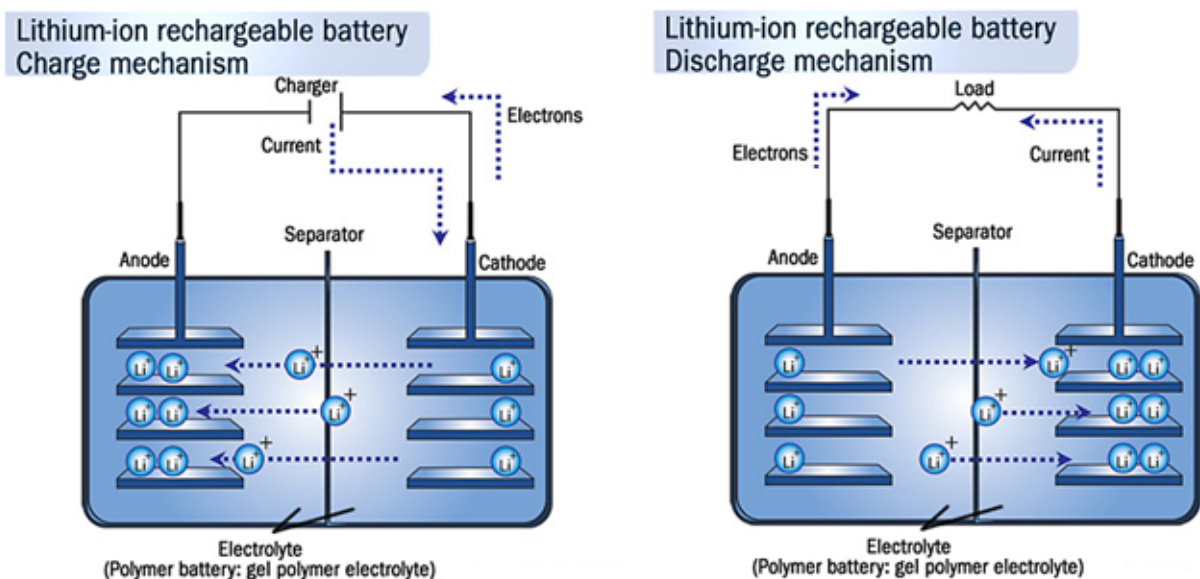 Lithium-ion rechargeable battery
Charge mechanism
Charger
Electrons
Current
Separator
Anode
Cathode
Li+ Li+ Li+ + Li+
Li+ Li+ Li+ + Li+
Li+ Li+ Li+ + Li+
Electrolyte
(Polymer battery: gel polymer electrolyte)
Lithium-ion rechargeable battery
Discharge mechanism
Load
Electrons
Current
Separator
Anode
Cathode
Li+ Li+ + Li+ Li+
Li+ Li+ + Li+ Li+
Li+ Li+ + Li+ Li+
Electrolyte
(Polymer battery: gel polymer electrolyte)